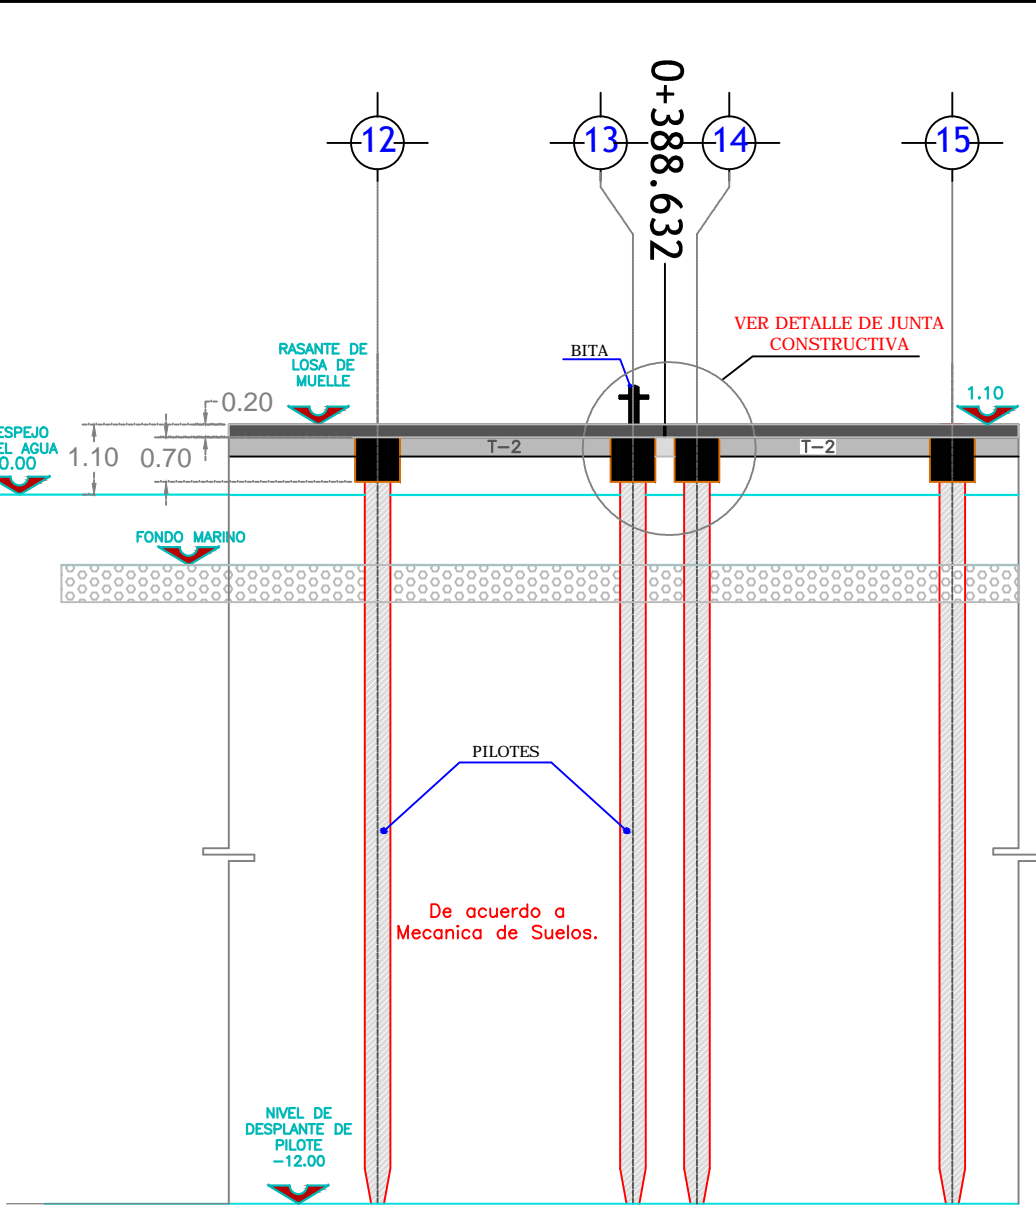 12
13
0+388.632
14
15
VER DETALLE DE JUNTA
CONSTRUCTIVA
BITA
RASANTE DE
LOSA DE
MUELLE
1.10
0.20
ESPEJO
EL AGUA
0.00
1.10
0.70
T-2
T-2
FONDO MARINO
PILOTES
De acuerdo a
Mecanica de Suelos.
NIVEL DE
DESPLANTE DE
PILOTE
-12.00